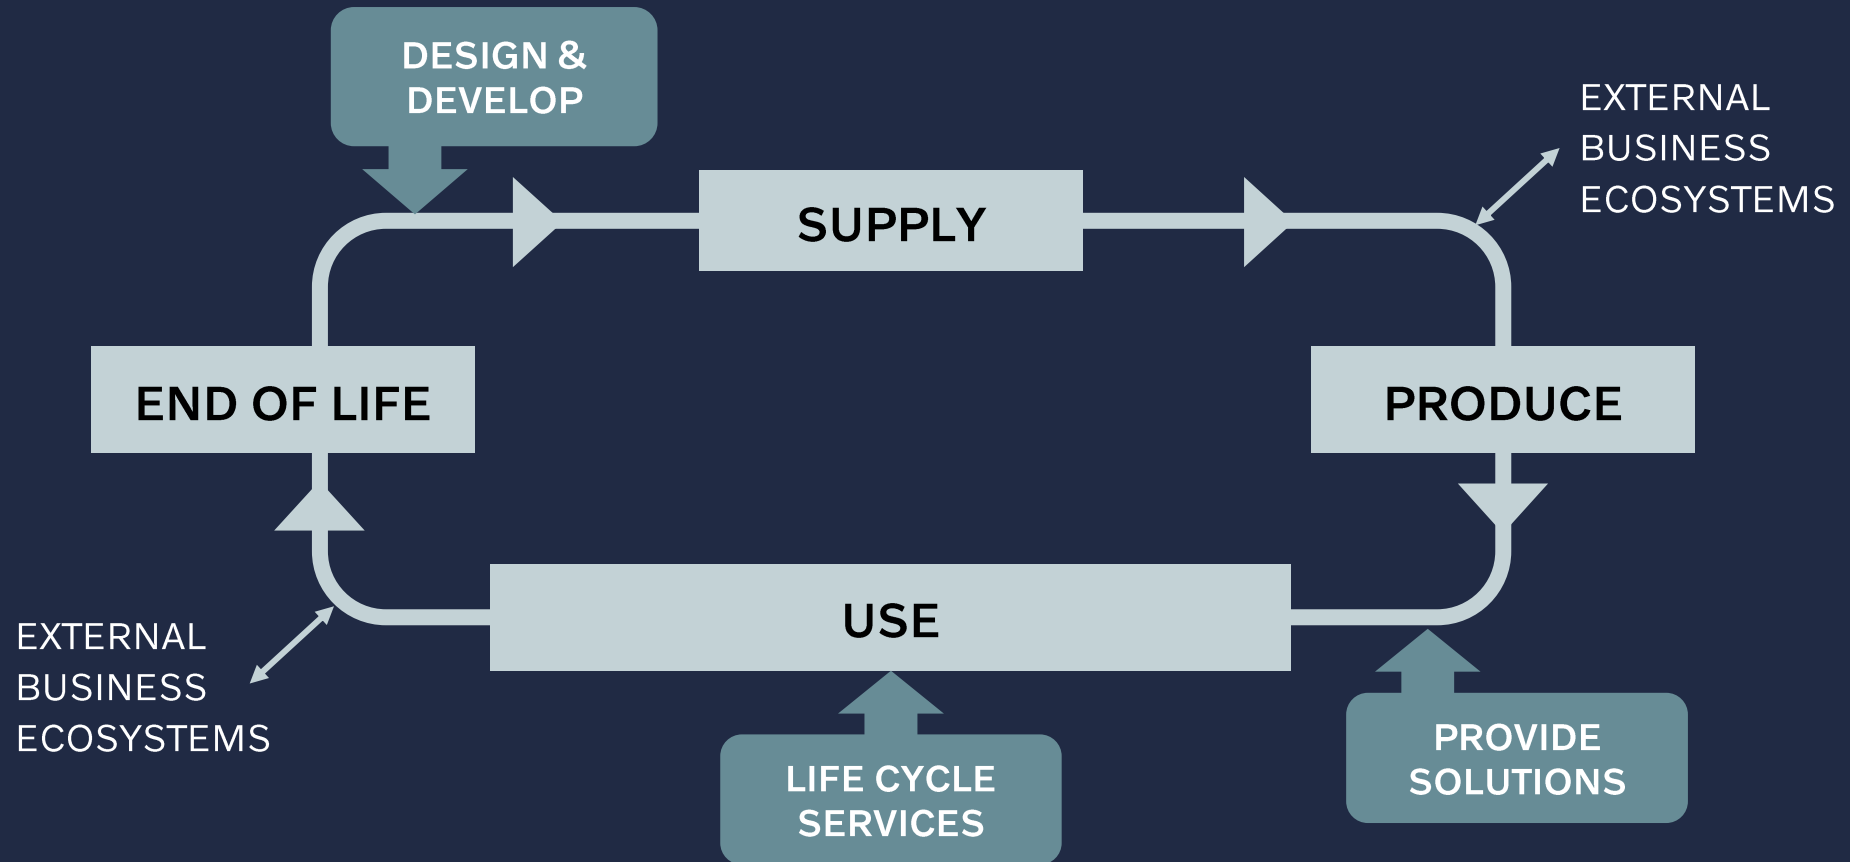 DESIGN &
DEVELOP
EXTERNAL
BUSINESS
ECOSYSTEMS
SUPPLY
END OF LIFE
PRODUCE
USE
EXTERNAL
BUSINESS
ECOSYSTEMS
LIFE CYCLE
SERVICES
PROVIDE
SOLUTIONS